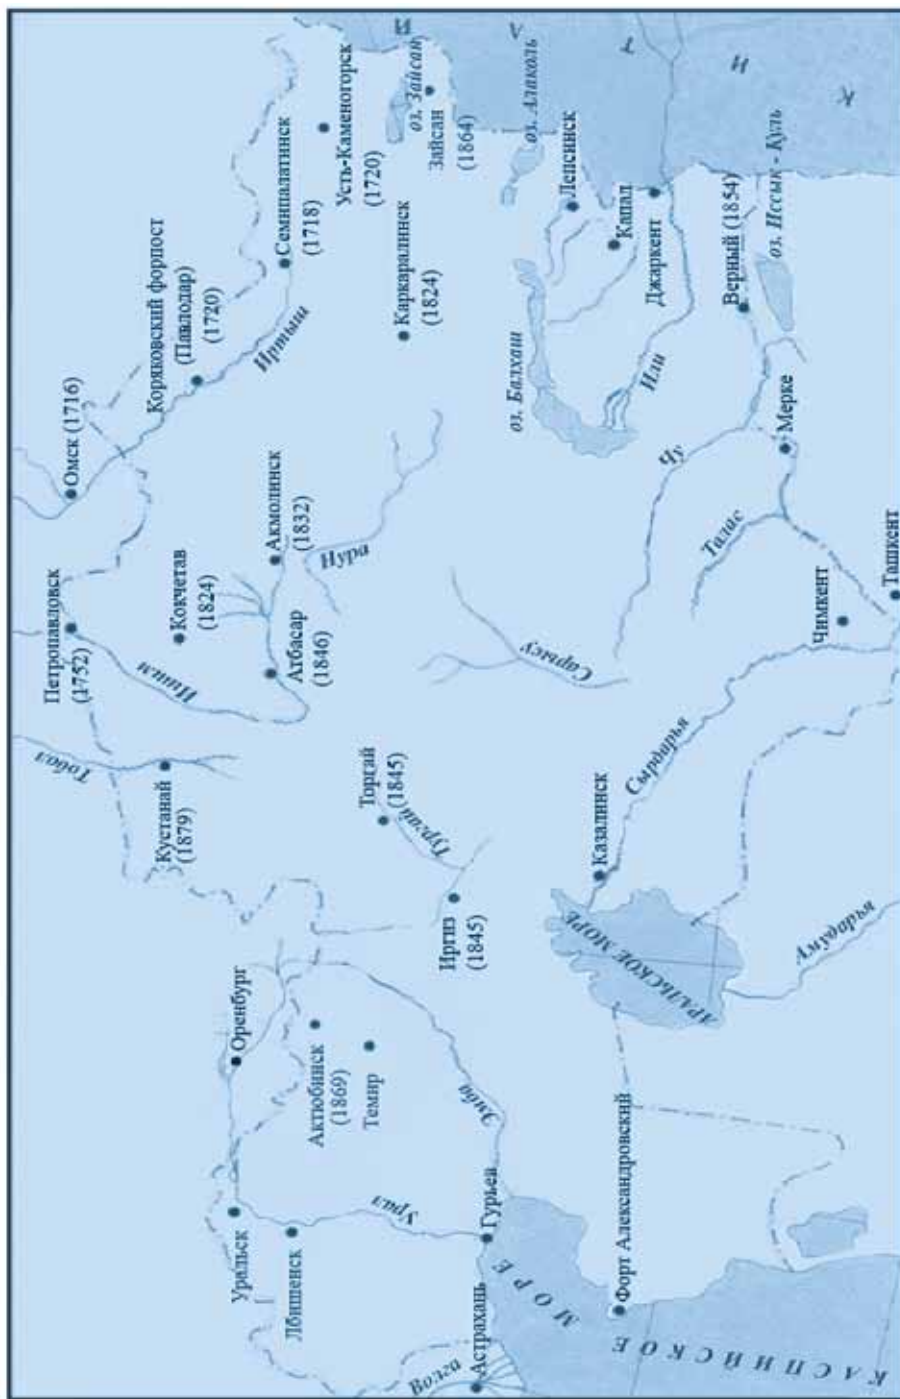 Омск (1716)
Петропавловск
(1752)
Коряковский форпост
(Павлодар)
(1720)
Тобол
Ишим
Кокчетав
(1824)
Кустанай
(1879)
Иртыш
Семипалатинск
(1718)
Усть-Каменогорск
(1720)
Оренбург
Уральск
Атбасар
(1846)
Акмолинск
(1832)
Нура
Каркаралинск
(1824)
оз. Зайсан
Зайсан
(1864)
Лбищенск
Актюбинск
(1869)
Темир
Торгай
(1845)
Тургай
Иргиз
(1845)
Урал
Эмба
Волга
Астрахань
Гурьев
Сарысу
оз. Балхаш
оз. Алаколь
Лепсинск
Капал
Или
Джаркент
Казалинск
АРАЛЬСКОЕ МОРЕ
Сырдарья
Чу
Талас
Мерке
Верный (1854)
оз. Иссык - Куль
Форт Александровский
Амударья
Чимкент
Ташкент
КАСПИЙСКОЕ
МОРЕ
К И Т А Й